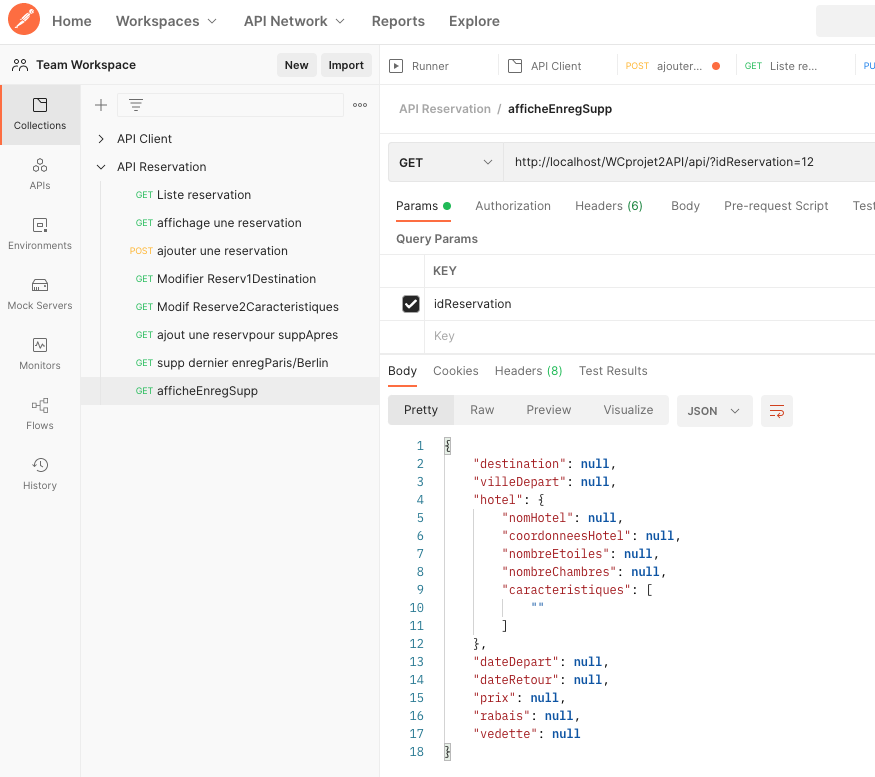 Home Workspaces API Network Reports Explore
Team Workspace New Import
Runner API Client POST ajouter... GET Liste re... PU
Collections
APIs
Environments
Mock Servers
Monitors
Flows
History
API Client
API Reservation
GET Liste reservation
GET affichage une reservation
POST ajouter une reservation
GET Modifier Reserv1Destination
GET Modif Reserve2Caracteristiques
GET ajout une reservpour suppApres
GET supp dernier enregParis/Berlin
GET afficheEnregSupp
API Reservation / afficheEnregSupp
GET http://localhost/WCprojet2API/api/?idReservation=12
Params Authorization Headers (6) Body Pre-request Script Test
Query Params
KEY
idReservation
Key
Body Cookies Headers (8) Test Results
Pretty Raw Preview Visualize JSON
1 {
2 "destination": null,
3 "villeDepart": null,
4 "hotel": {
5 "nomHotel": null,
6 "coordonneesHotel": null,
7 "nombreEtoiles": null,
8 "nombreChambres": null,
9 "caracteristiques": [
10 ""
11 ]
12 },
13 "dateDepart": null,
14 "dateRetour": null,
15 "prix": null,
16 "rabais": null,
17 "vedette": null
18 }